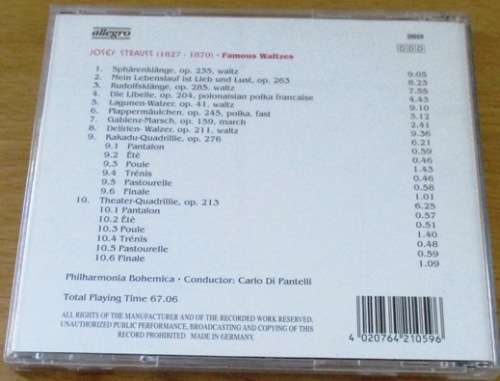 allegro
DDD
JOSEF STRAUSS (1827 - 1870) • Famous Waltzes
1. Sphärenklänge, op. 235, waltz 9.05
2. Mein Lebenslauf ist Lieb und Lust, op. 263 8.23
3. Rudolfsklänge, op. 283, waltz 7.55
4. Die Libelle, op. 204, polonaisian polka francaise 4.43
5. Lagunen-Walzer, op. 41, waltz 9.10
6. Plappermäulchen, op. 245, polka, fast 3.12
7. Gablenz-Marsch, op. 159, march 2.41
8. Delirien- Walzer, op. 211, waltz 9.36
9. Kakadu-Quadrillie, op. 276 6.21
9.1 Pantalon 0.59
9.2 Étè 0.46
9.3 Poule 1.43
9.4 Trénis 0.46
9.5 Pastourelle 0.58
9.6 Finale 1.01
10. Theater-Quadrillie, op. 213 6.25
10.1 Pantalon 0.57
10.2 Étè 0.51
10.3 Poule 1.40
10.4 Trénis 0.48
10.5 Pastourelle 0.59
10.6 Finale 1.09
Philharmonia Bohemica • Conductor: Carlo Di Pantelli
Total Playing Time 67.06
ALL RIGHTS OF THE MANUFACTURER AND OF THE RECORDED WORK RESERVED.
UNAUTHORIZED PUBLIC PERFORMANCE, BROADCASTING AND COPYING OF THIS
RECORD PROHIBITED. MADE IN GERMANY.
4 020764 210596